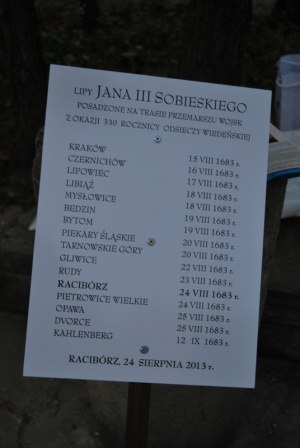 LIPY JANA III SOBIESKIEGO
POSADZONE NA TRASIE PRZEMARSZU WOJSK
Z OKAZJI 330 ROCZNICY ODSIECZY WIEDEŃSKIEJ
KRAKÓW 15 VIII 1683 r.
CZERNICHÓW 16 VIII 1683 r.
LIPOWIEC 17 VIII 1683 r.
LIBIĄŻ 18 VIII 1683 r.
MYSŁOWICE 18 VIII 1683 r.
BEDZIN 19 VIII 1683 r.
BYTOM 19 VIII 1683 r.
PIEKARY ŚLĄSKIE 20 VIII 1683 r.
TARNOWSKIE GÓRY 20 VIII 1683 r.
GLIWICE 22 VIII 1683 r.
RUDY 23 VIII 1683 r.
RACIBÓRZ 24 VIII 1683 r.
PIETROWICE WIELKIE 24 VIII 1683 r.
OPAWA 25 VIII 1683 r.
DVORCE 25 VIII 1683 r.
KAHLENBERG 12 IX 1683 r.
RACIBÓRZ, 24 SIERPNIA 2013 r.